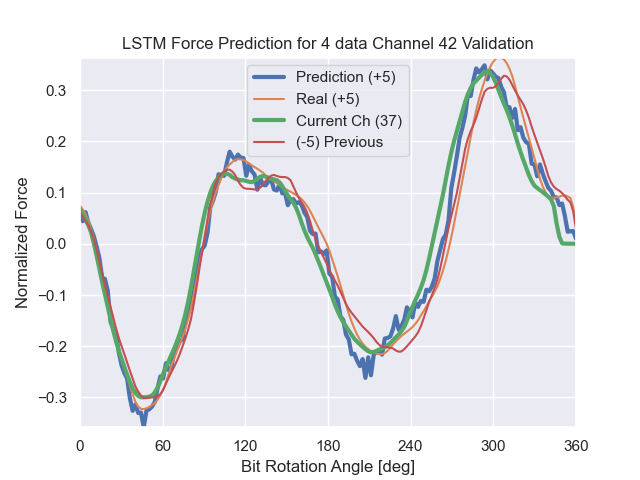 LSTM Force Prediction for 4 data Channel 42 Validation
Prediction (+5)
Real (+5)
Current Ch (37)
(-5) Previous
Normalized Force
0.3
0.2
0.1
0.0
−0.1
−0.2
−0.3
0 60 120 180 240 300 360
Bit Rotation Angle [deg]